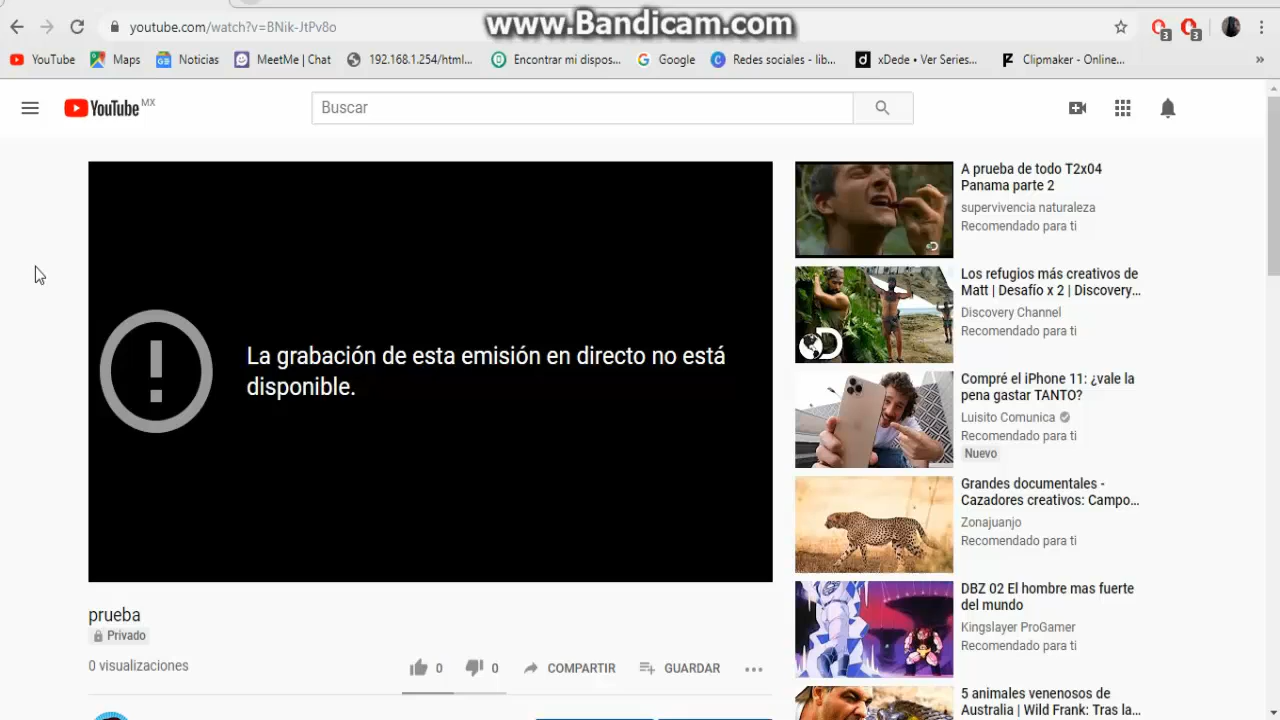 www.Bandicam.com
youtube.com/watch?v=BNik-JtPv8o
3
3
YouTube
Maps
Noticias
MeetMe | Chat
192.168.1.254/html...
Encontrar mi dispos...
Google
Redes sociales - lib...
xDede • Ver Series...
Clipmaker - Online...
»
YouTube MX
Buscar
La grabación de esta emisión en directo no está
disponible.
prueba
Privado
0 visualizaciones
0
0
COMPARTIR
GUARDAR
A prueba de todo T2x04
Panama parte 2
supervivencia naturaleza
Recomendado para ti
Los refugios más creativos de
Matt | Desafío x 2 | Discovery...
Discovery Channel
Recomendado para ti
Compré el iPhone 11: ¿vale la
pena gastar TANTO?
Luisito Comunica
Recomendado para ti
Nuevo
Grandes documentales -
Cazadores creativos: Campo...
Zonajuanjo
Recomendado para ti
DBZ 02 El hombre mas fuerte
del mundo
Kingslayer ProGamer
Recomendado para ti
5 animales venenosos de
Australia | Wild Frank: Tras la...